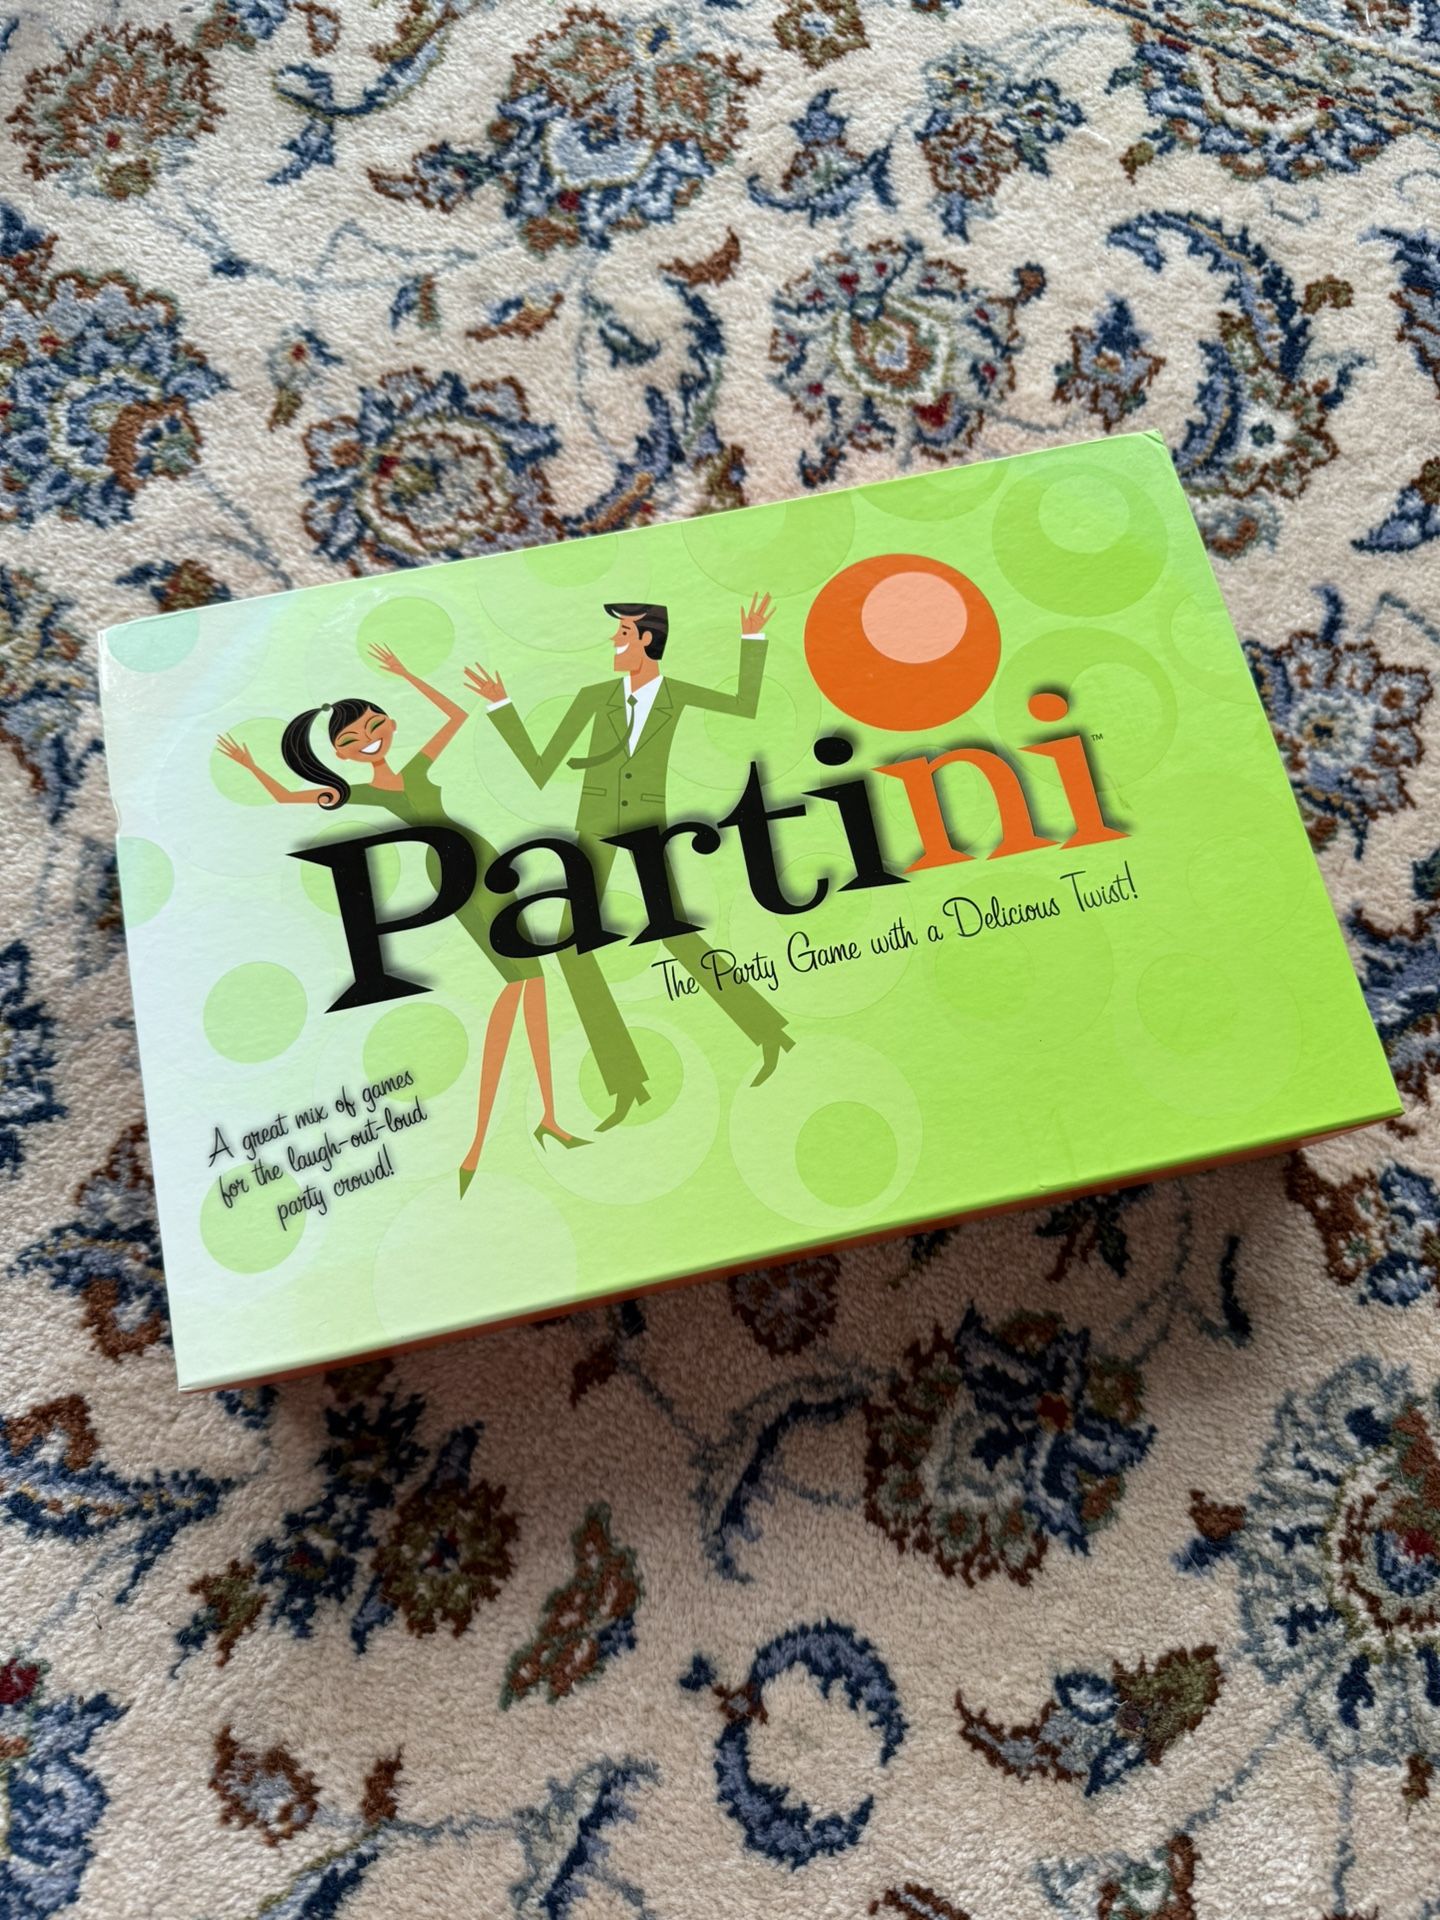 Partini™
The Party Game with a Delicious Twist!
A great mix of games
for the laugh-out-loud
party crowd!